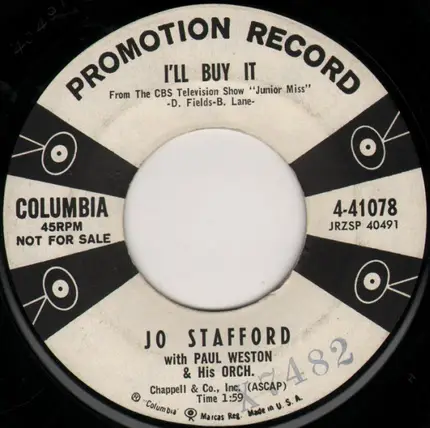 PROMOTION RECORD
I'LL BUY IT
From The CBS Television Show "Junior Miss"
-D. Fields-B. Lane-
COLUMBIA
45RPM
NOT FOR SALE
4-41078
JRZSP 40491
JO STAFFORD
with PAUL WESTON
& His ORCH.
Chappell & Co., Inc. (ASCAP)
Time 1:59
X7482
® "Columbia" ® Marcas Reg. Made in U.S.A.